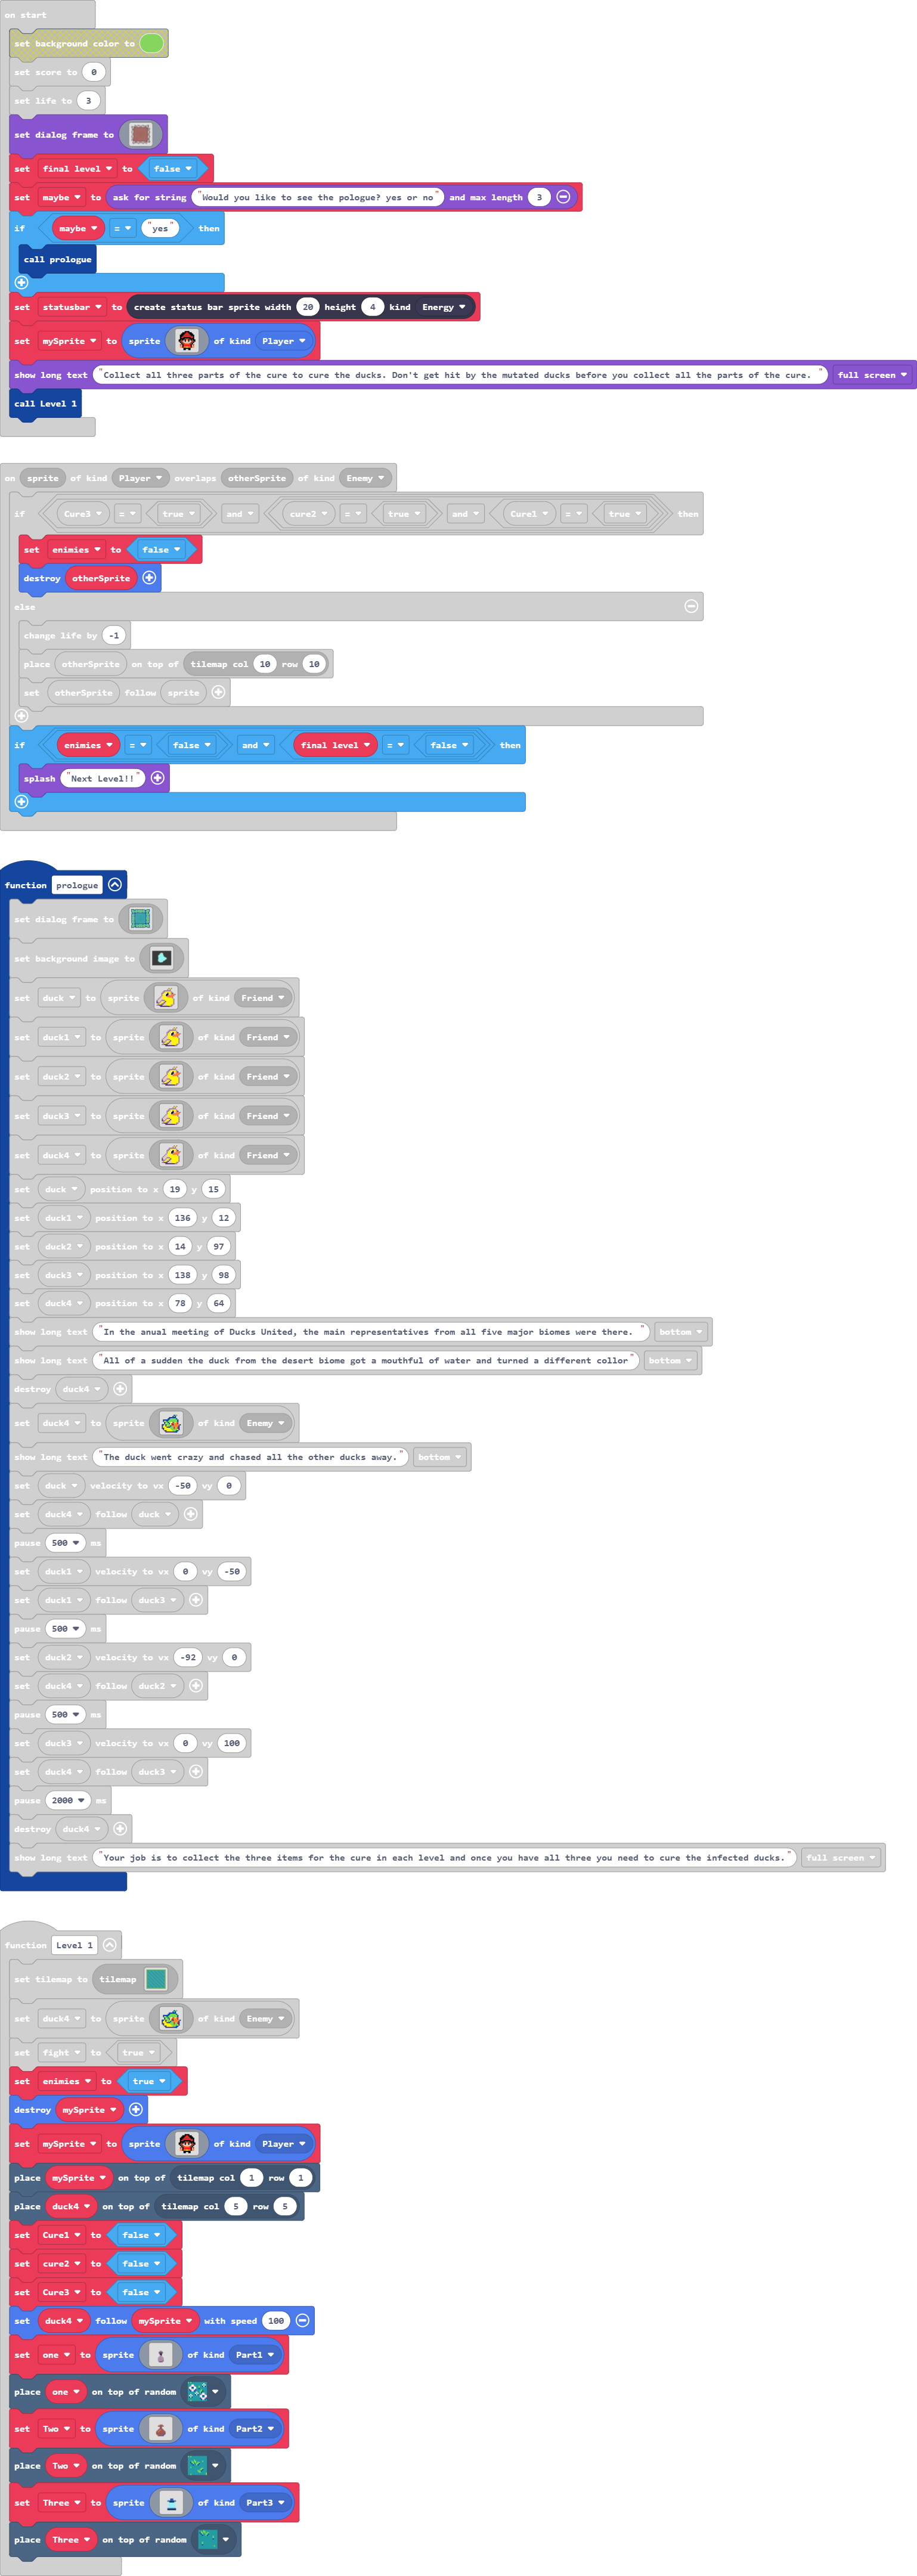 on start
set background color to
set score to 0
set life to 3
set dialog frame to
set final level to false
set maybe to ask for string "Would you like to see the pologue? yes or no" and max length 3
if maybe = "yes" then
call prologue
set statusbar to create status bar sprite width 20 height 4 kind Energy
set mySprite to sprite of kind Player
show long text "Collect all three parts of the cure to cure the ducks. Don't get hit by the mutated ducks before you collect all the parts of the cure. " full screen
call Level 1
on sprite of kind Player overlaps otherSprite of kind Enemy
if Cure3 = true and cure2 = true and Cure1 = true then
set enimies to false
destroy otherSprite
else
change life by -1
place otherSprite on top of tilemap col 10 row 10
set otherSprite follow sprite
if enimies = false and final level = false then
splash "Next Level!!"
function prologue
set dialog frame to
set background image to
set duck to sprite of kind Friend
set duck1 to sprite of kind Friend
set duck2 to sprite of kind Friend
set duck3 to sprite of kind Friend
set duck4 to sprite of kind Friend
set duck position to x 19 y 15
set duck1 position to x 136 y 12
set duck2 position to x 14 y 97
set duck3 position to x 138 y 98
set duck4 position to x 78 y 64
show long text "In the anual meeting of Ducks United, the main representatives from all five major biomes were there. " bottom
show long text "All of a sudden the duck from the desert biome got a mouthful of water and turned a different collor" bottom
destroy duck4
set duck4 to sprite of kind Enemy
show long text "The duck went crazy and chased all the other ducks away." bottom
set duck velocity to vx -50 vy 0
set duck4 follow duck
pause 500 ms
set duck1 velocity to vx 0 vy -50
set duck1 follow duck3
pause 500 ms
set duck2 velocity to vx -92 vy 0
set duck4 follow duck2
pause 500 ms
set duck3 velocity to vx 0 vy 100
set duck4 follow duck3
pause 2000 ms
destroy duck4
show long text "Your job is to collect the three items for the cure in each level and once you have all three you need to cure the infected ducks." full screen
function Level 1
set tilemap to tilemap
set duck4 to sprite of kind Enemy
set fight to true
set enimies to true
destroy mySprite
set mySprite to sprite of kind Player
place mySprite on top of tilemap col 1 row 1
place duck4 on top of tilemap col 5 row 5
set Cure1 to false
set cure2 to false
set Cure3 to false
set duck4 follow mySprite with speed 100
set one to sprite of kind Part1
place one on top of random
set Two to sprite of kind Part2
place Two on top of random
set Three to sprite of kind Part3
place Three on top of random